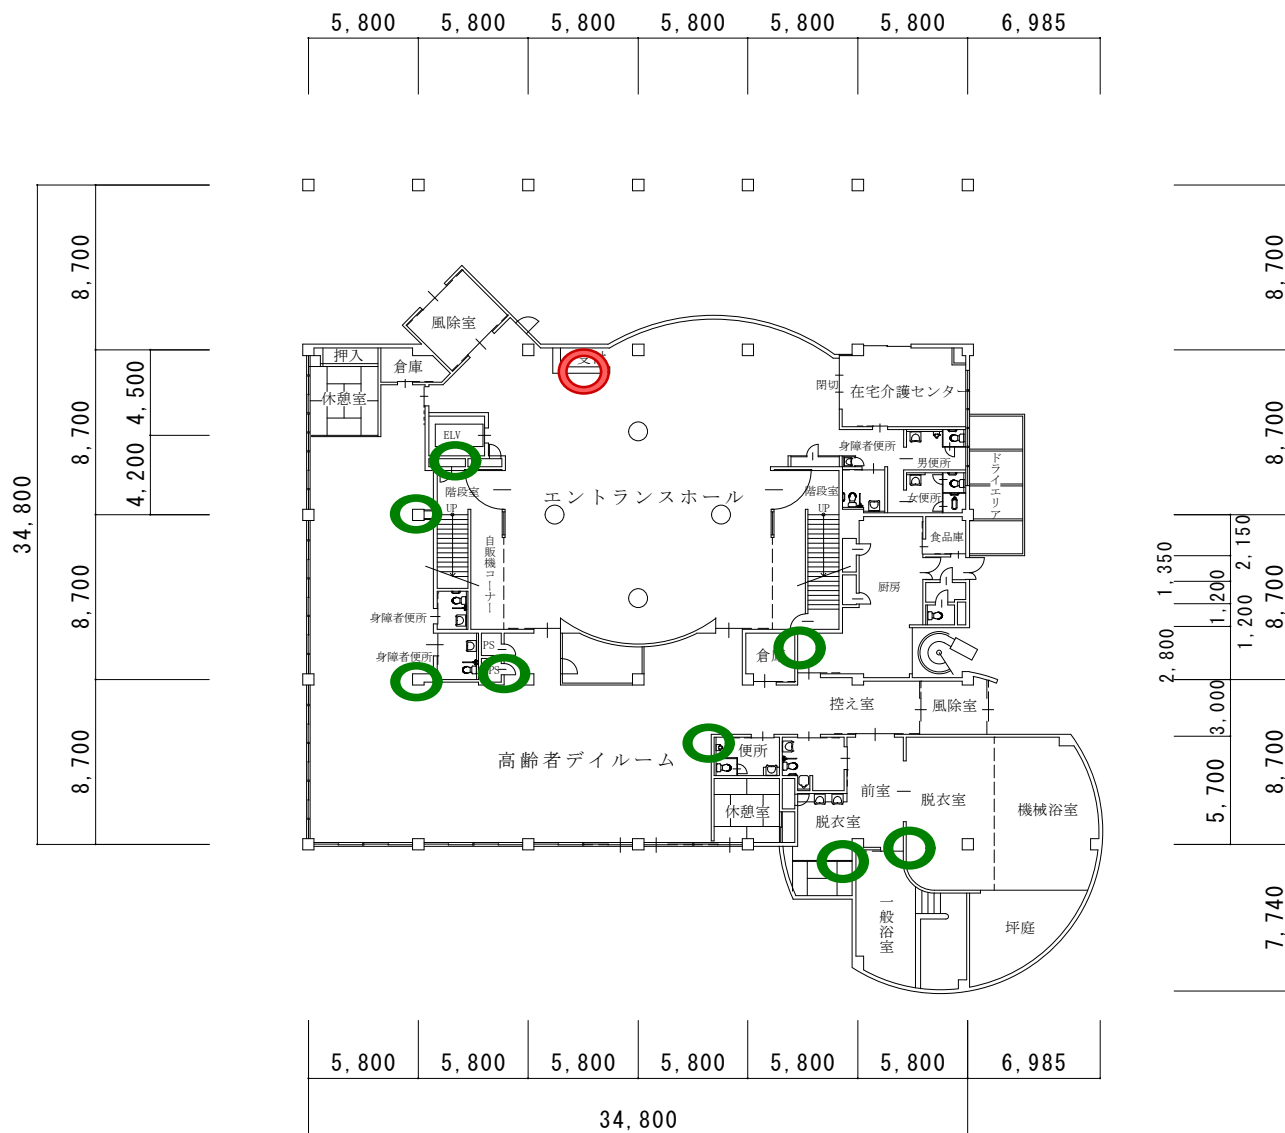 5,800 5,800 5,800 5,800 5,800 5,800 6,985
34,800
8,700
8,700
8,700
8,700
4,500
4,200
8,700
8,700
8,700
8,700
7,740
2,150
1,350
1,200
1,200
2,800
3,000
5,700
風除室
押入
倉庫
休憩室
受付
閉切
在宅介護センター
ELV
身障者便所
男便所
女便所
ドライエリア
階段室
UP
エントランスホール
階段室
UP
自販機コーナー
食品庫
厨房
身障者便所
身障者便所
PS
PS
倉庫
控え室
風除室
高齢者デイルーム
便所
前室
脱衣室
機械浴室
休憩室
脱衣室
一般浴室
坪庭
5,800 5,800 5,800 5,800 5,800 5,800 6,985
34,800